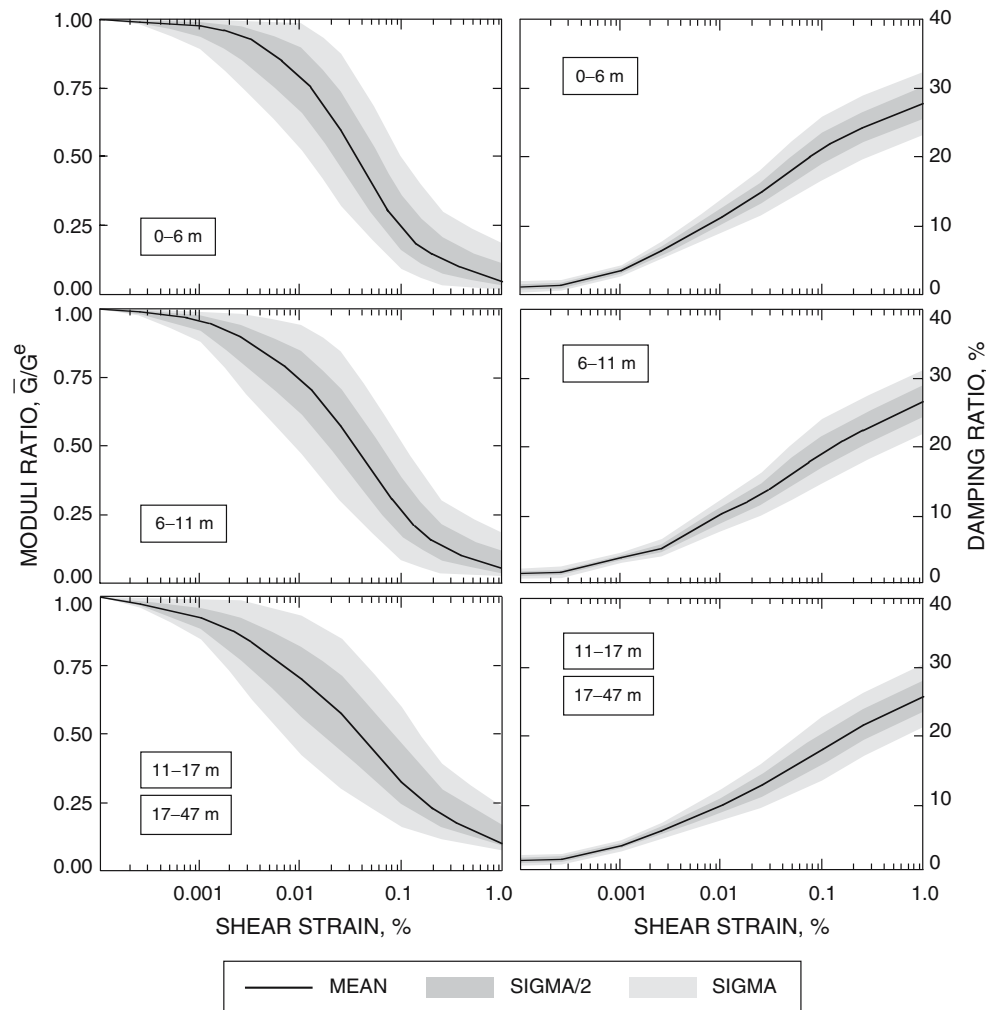 1.00
0.75
0.50
0.25
0.00
0–6 m
0–6 m
40
30
20
10
0
1.00
0.75
0.50
0.25
0.00
6–11 m
6–11 m
40
30
20
10
0
1.00
0.75
0.50
0.25
0.00
11–17 m
17–47 m
11–17 m
17–47 m
40
30
20
10
0
MODULI RATIO, G̅/Gᵉ
DAMPING RATIO, %
0.001 0.01 0.1 1.0
0.001 0.01 0.1 1.0
SHEAR STRAIN, %
SHEAR STRAIN, %
MEAN SIGMA/2 SIGMA